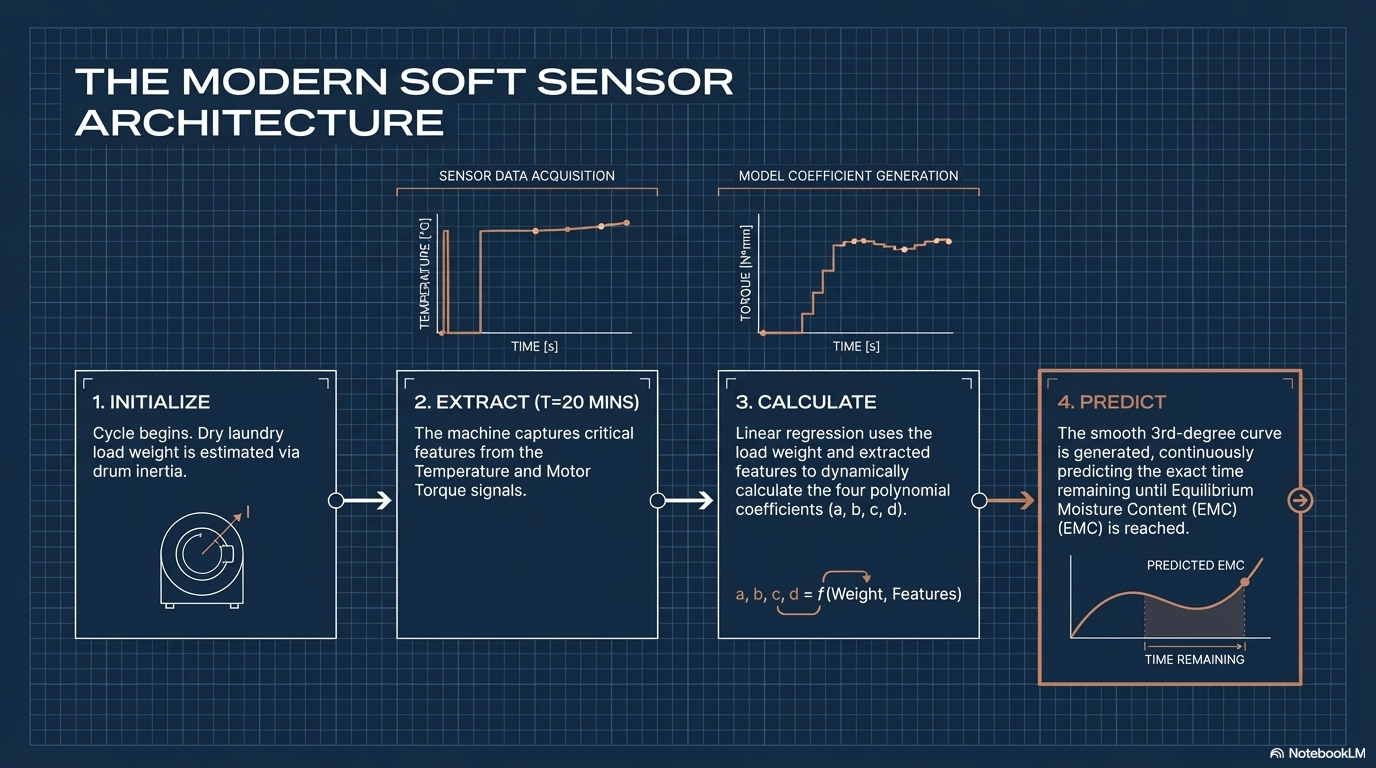 THE MODERN SOFT SENSOR
ARCHITECTURE
SENSOR DATA ACQUISITION
TEMPERATURE [°C]
TIME [s]
MODEL COEFFICIENT GENERATION
TORQUE [N*mm]
TIME [s]
1. INITIALIZE
Cycle begins. Dry laundry
load weight is estimated via
drum inertia.
I
2. EXTRACT (T=20 MINS)
The machine captures critical
features from the
Temperature and Motor
Torque signals.
3. CALCULATE
Linear regression uses the
load weight and extracted
features to dynamically
calculate the four polynomial
coefficients (a, b, c, d).
a, b, c, d = f(Weight, Features)
4. PREDICT
The smooth 3rd-degree curve
is generated, continuously
predicting the exact time
remaining until Equilibrium
Moisture Content (EMC)
(EMC) is reached.
PREDICTED EMC
TIME REMAINING
NotebookLM